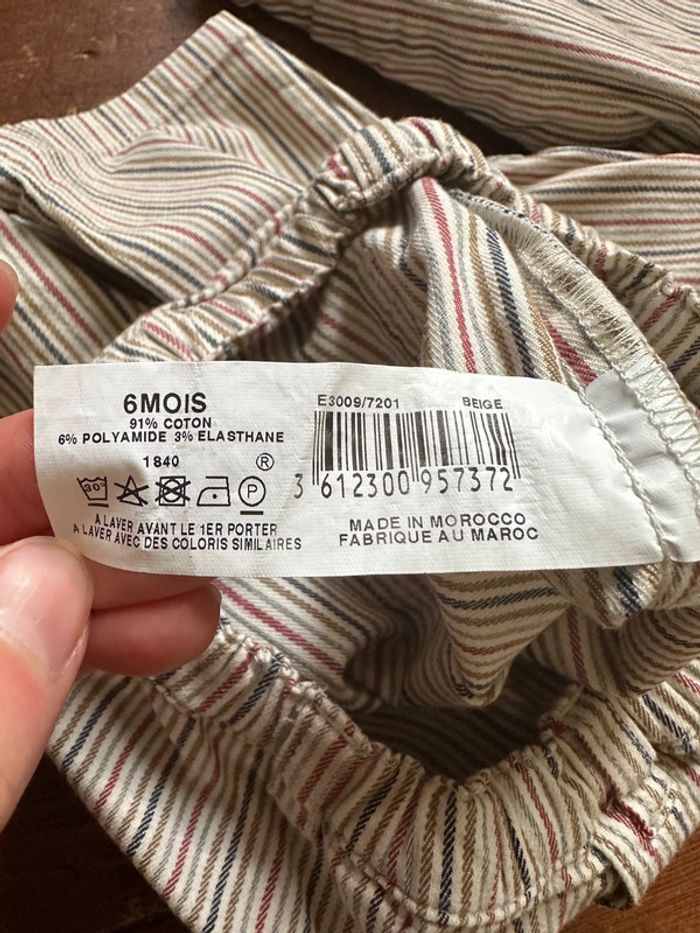 6MOIS
91% COTON
6% POLYAMIDE 3% ELASTHANE
1840 ®
30° P
A LAVER AVANT LE 1ER PORTER
A LAVER AVEC DES COLORIS SIMILAIRES
E3009/7201 BEIGE
3 612300 957372
MADE IN MOROCCO
FABRIQUE AU MAROC